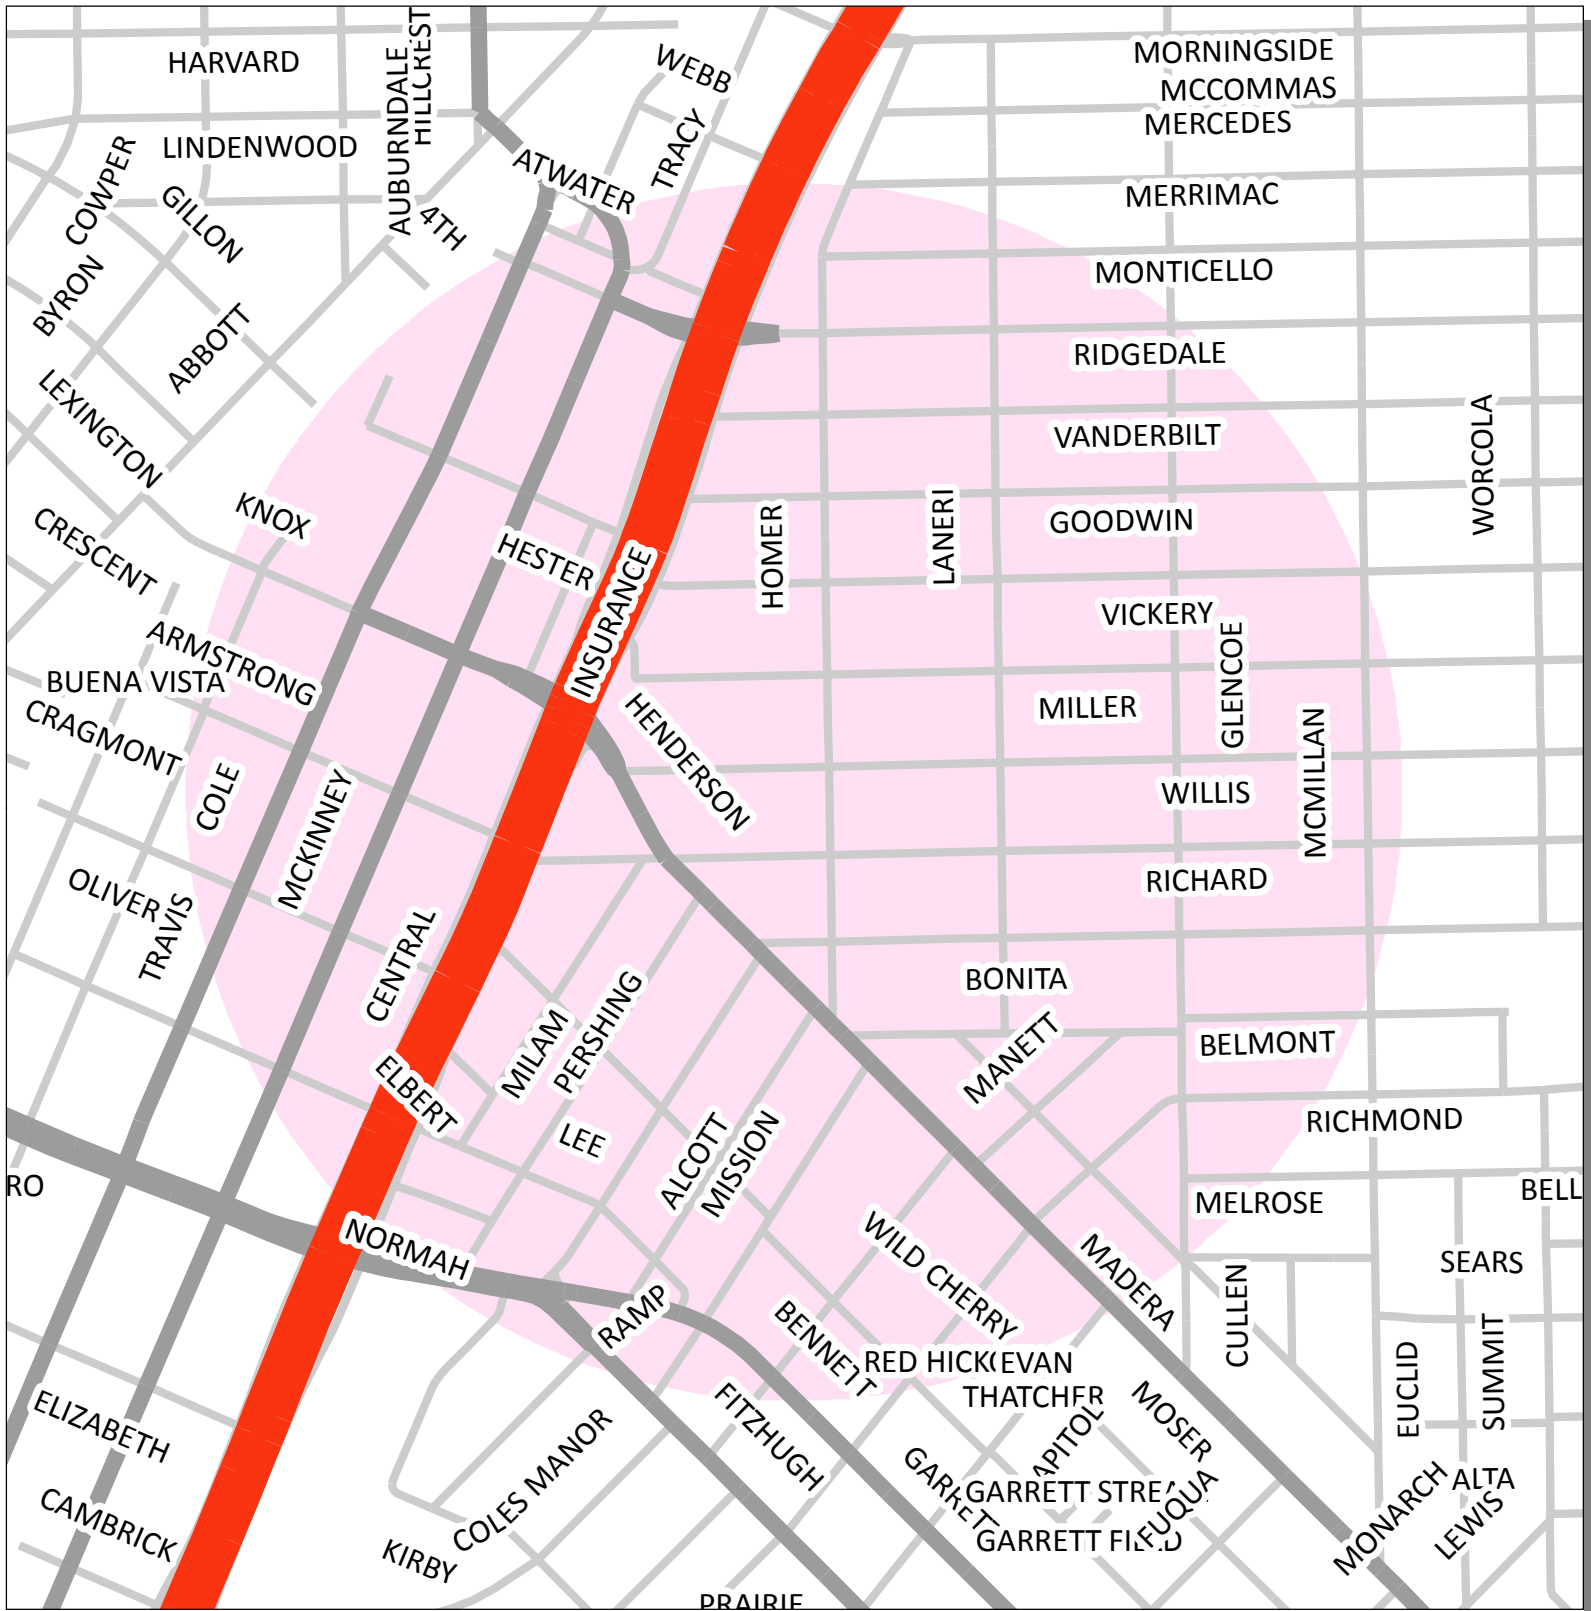 HARVARD
AUBURNDALE
HILLCREST
WEBB
MORNINGSIDE
MCCOMMAS
MERCEDES
LINDENWOOD
COWPER
ATWATER
TRACY
GILLON
4TH
MERRIMAC
BYRON
MONTICELLO
ABBOTT
RIDGEDALE
LEXINGTON
VANDERBILT
WORCOLA
KNOX
CRESCENT
HESTER
HOMER
LANERI
GOODWIN
INSURANCE
VICKERY
ARMSTRONG
BUENA VISTA
GLENCOE
CRAGMONT
HENDERSON
MILLER
MCMILLAN
COLE
MCKINNEY
WILLIS
OLIVER
TRAVIS
RICHARD
CENTRAL
BONITA
MILAM
PERSHING
MANETT
BELMONT
ELBERT
LEE
ALCOTT
MISSION
RICHMOND
RO
MELROSE
BELL
NORMAH
WILD CHERRY
MADERA
SEARS
CULLEN
RAMP
BENNETT
RED HICK
EVAN
THATCHER
EUCLID
SUMMIT
ELIZABETH
FITZHUGH
MOSER
APITOL
COLES MANOR
GARRETT
GARRETT STREA
FUQUA
MONARCH
ALTA
LEWIS
CAMBRICK
KIRBY
GARRETT FIELD
PRAIRIE